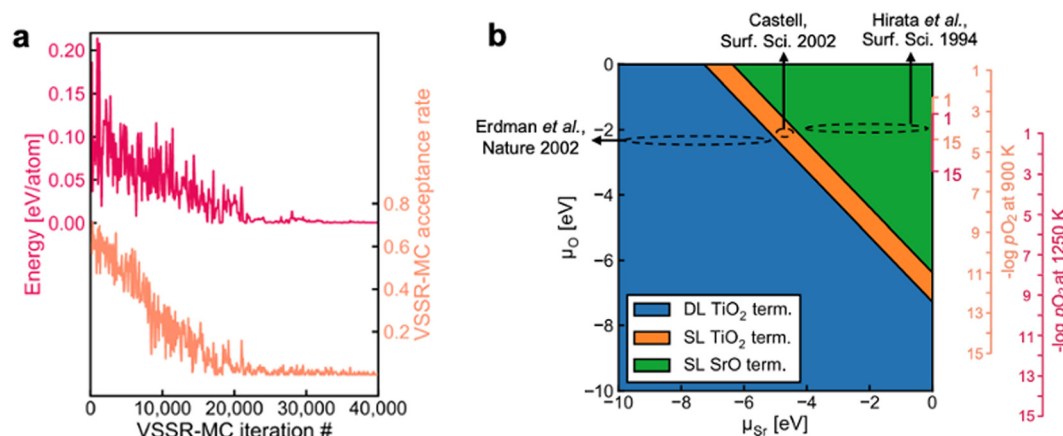 a
0.20
0.15
0.10
0.05
0.00
Energy [eV/atom]
0.8
0.6
0.4
0.2
VSSR-MC acceptance rate
0 10,000 20,000 30,000 40,000
VSSR-MC iteration #
b
Castell,
Surf. Sci. 2002
Hirata et al.,
Surf. Sci. 1994
Erdman et al.,
Nature 2002
0
−2
−4
−6
−8
−10
μO [eV]
−10 −8 −6 −4 −2 0
μSr [eV]
DL TiO2 term.
SL TiO2 term.
SL SrO term.
1
1
15
15
1
3
5
7
9
11
13
15
-log pO2 at 900 K
1
3
5
7
9
11
13
15
-log pO2 at 1250 K